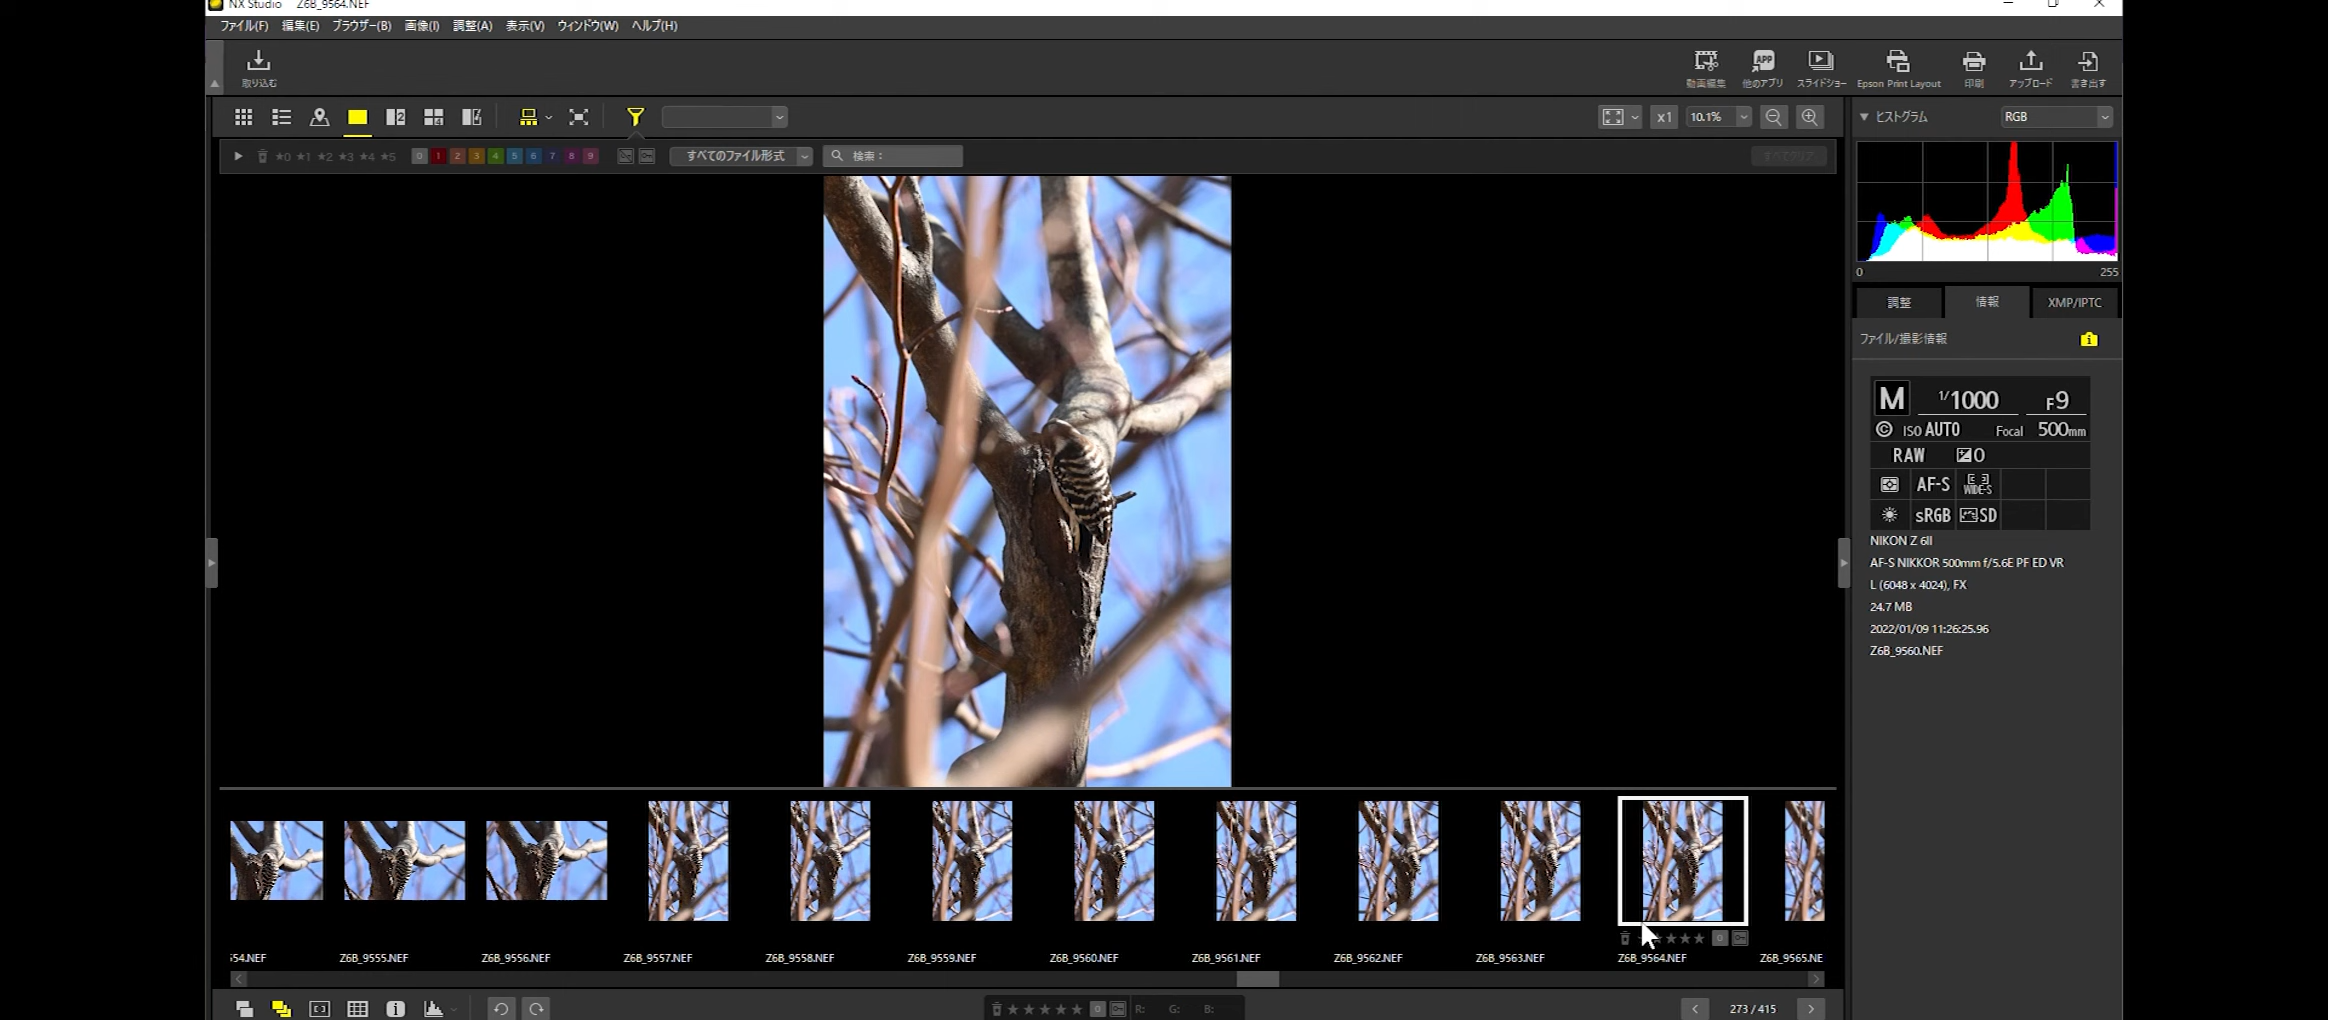 NX Studio Z6B_9564.NEF
ファイル(F) 編集(E) ブラウザー(B) 画像(I) 調整(A) 表示(V) ウィンドウ(W) ヘルプ(H)
取り込む
動画編集 他のアプリ スライドショー Epson Print Layout 印刷 アップロード 書き出す
x1 10.1%
ヒストグラム RGB
★0 ★1 ★2 ★3 ★4 ★5 0 1 2 3 4 5 6 7 8 9 すべてのファイル形式 検索： すべてクリア
0 255
調整 情報 XMP/IPTC
ファイル/撮影情報
M 1/1000 F9
© ISO AUTO Focal 500mm
RAW 0
AF-S WIDE-S
sRGB SD
NIKON Z 6II
AF-S NIKKOR 500mm f/5.6E PF ED VR
L (6048 x 4024), FX
24.7 MB
2022/01/09 11:26:25.96
Z6B_9560.NEF
554.NEF Z6B_9555.NEF Z6B_9556.NEF Z6B_9557.NEF Z6B_9558.NEF Z6B_9559.NEF Z6B_9560.NEF Z6B_9561.NEF Z6B_9562.NEF Z6B_9563.NEF Z6B_9564.NEF Z6B_9565.NE
R: G: B:
273 / 415